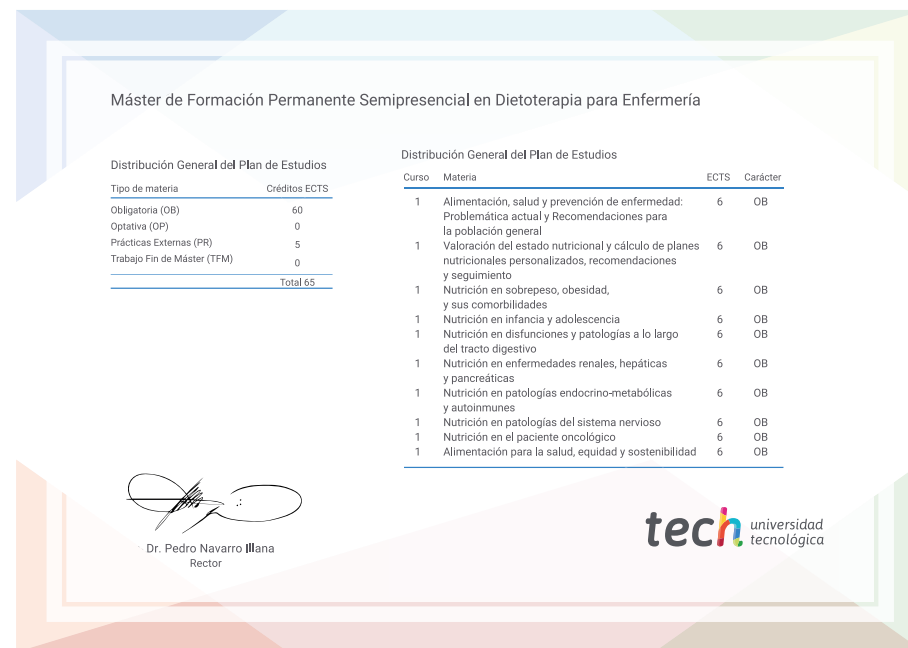 Máster de Formación Permanente Semipresencial en Dietoterapia para Enfermería
Distribución General del Plan de Estudios
Tipo de materia Créditos ECTS
Obligatoria (OB) 60
Optativa (OP) 0
Prácticas Externas (PR) 5
Trabajo Fin de Máster (TFM) 0
Total 65
Distribución General del Plan de Estudios
Curso Materia ECTS Carácter
1 Alimentación, salud y prevención de enfermedad: 6 OB
Problemática actual y Recomendaciones para
la población general
1 Valoración del estado nutricional y cálculo de planes 6 OB
nutricionales personalizados, recomendaciones
y seguimiento
1 Nutrición en sobrepeso, obesidad, 6 OB
y sus comorbilidades
1 Nutrición en infancia y adolescencia 6 OB
1 Nutrición en disfunciones y patologías a lo largo 6 OB
del tracto digestivo
1 Nutrición en enfermedades renales, hepáticas 6 OB
y pancreáticas
1 Nutrición en patologías endocrino-metabólicas 6 OB
y autoinmunes
1 Nutrición en patologías del sistema nervioso 6 OB
1 Nutrición en el paciente oncológico 6 OB
1 Alimentación para la salud, equidad y sostenibilidad 6 OB
Dr. Pedro Navarro Illana
Rector
tech universidad
tecnológica